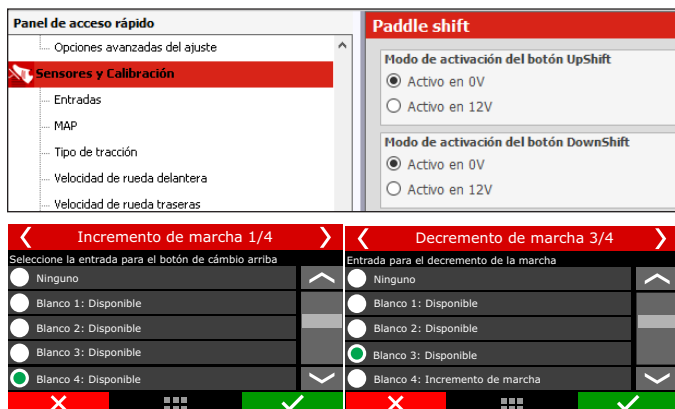 Panel de acceso rápido
Opciones avanzadas del ajuste
Sensores y Calibración
Entradas
MAP
Tipo de tracción
Velocidad de rueda delantera
Velocidad de rueda traseras
Paddle shift
Modo de activación del botón UpShift
Activo en 0V
Activo en 12V
Modo de activación del botón DownShift
Activo en 0V
Activo en 12V
Incremento de marcha 1/4
Seleccione la entrada para el botón de cámbio arriba
Ninguno
Blanco 1: Disponible
Blanco 2: Disponible
Blanco 3: Disponible
Blanco 4: Disponible
Decremento de marcha 3/4
Entrada para el decremento de la marcha
Ninguno
Blanco 1: Disponible
Blanco 2: Disponible
Blanco 3: Disponible
Blanco 4: Incremento de marcha